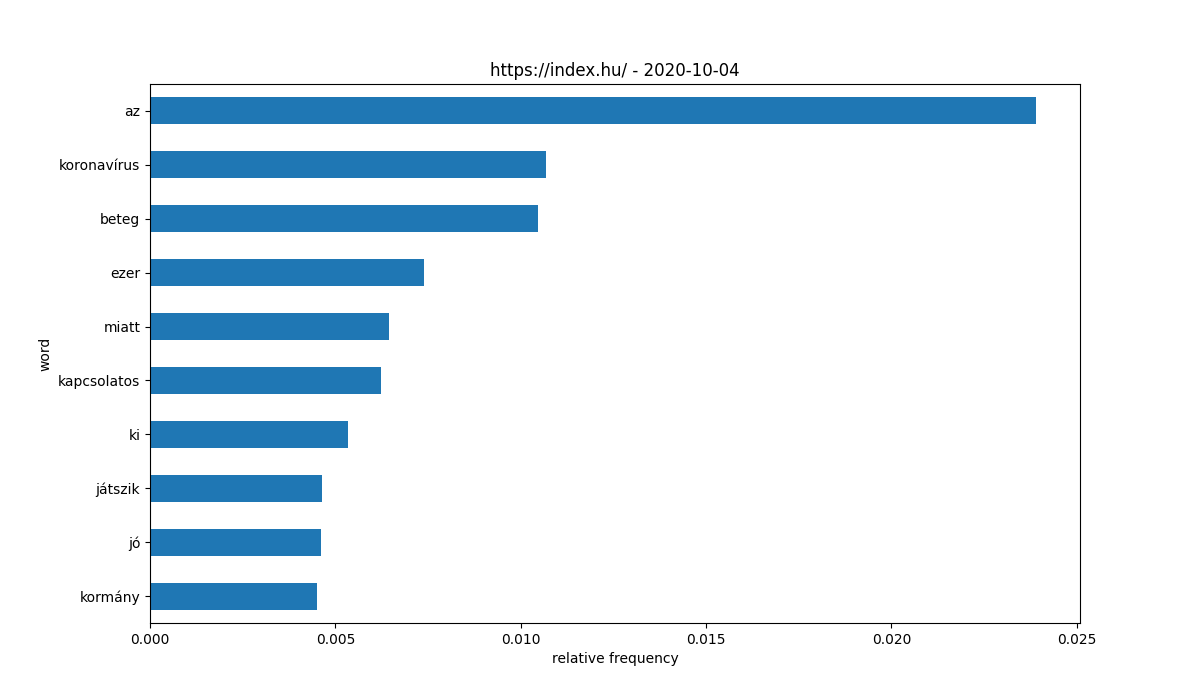 https://index.hu/ - 2020-10-04
az
koronavírus
beteg
ezer
miatt
kapcsolatos
ki
játszik
jó
kormány
word
0.000 0.005 0.010 0.015 0.020 0.025
relative frequency